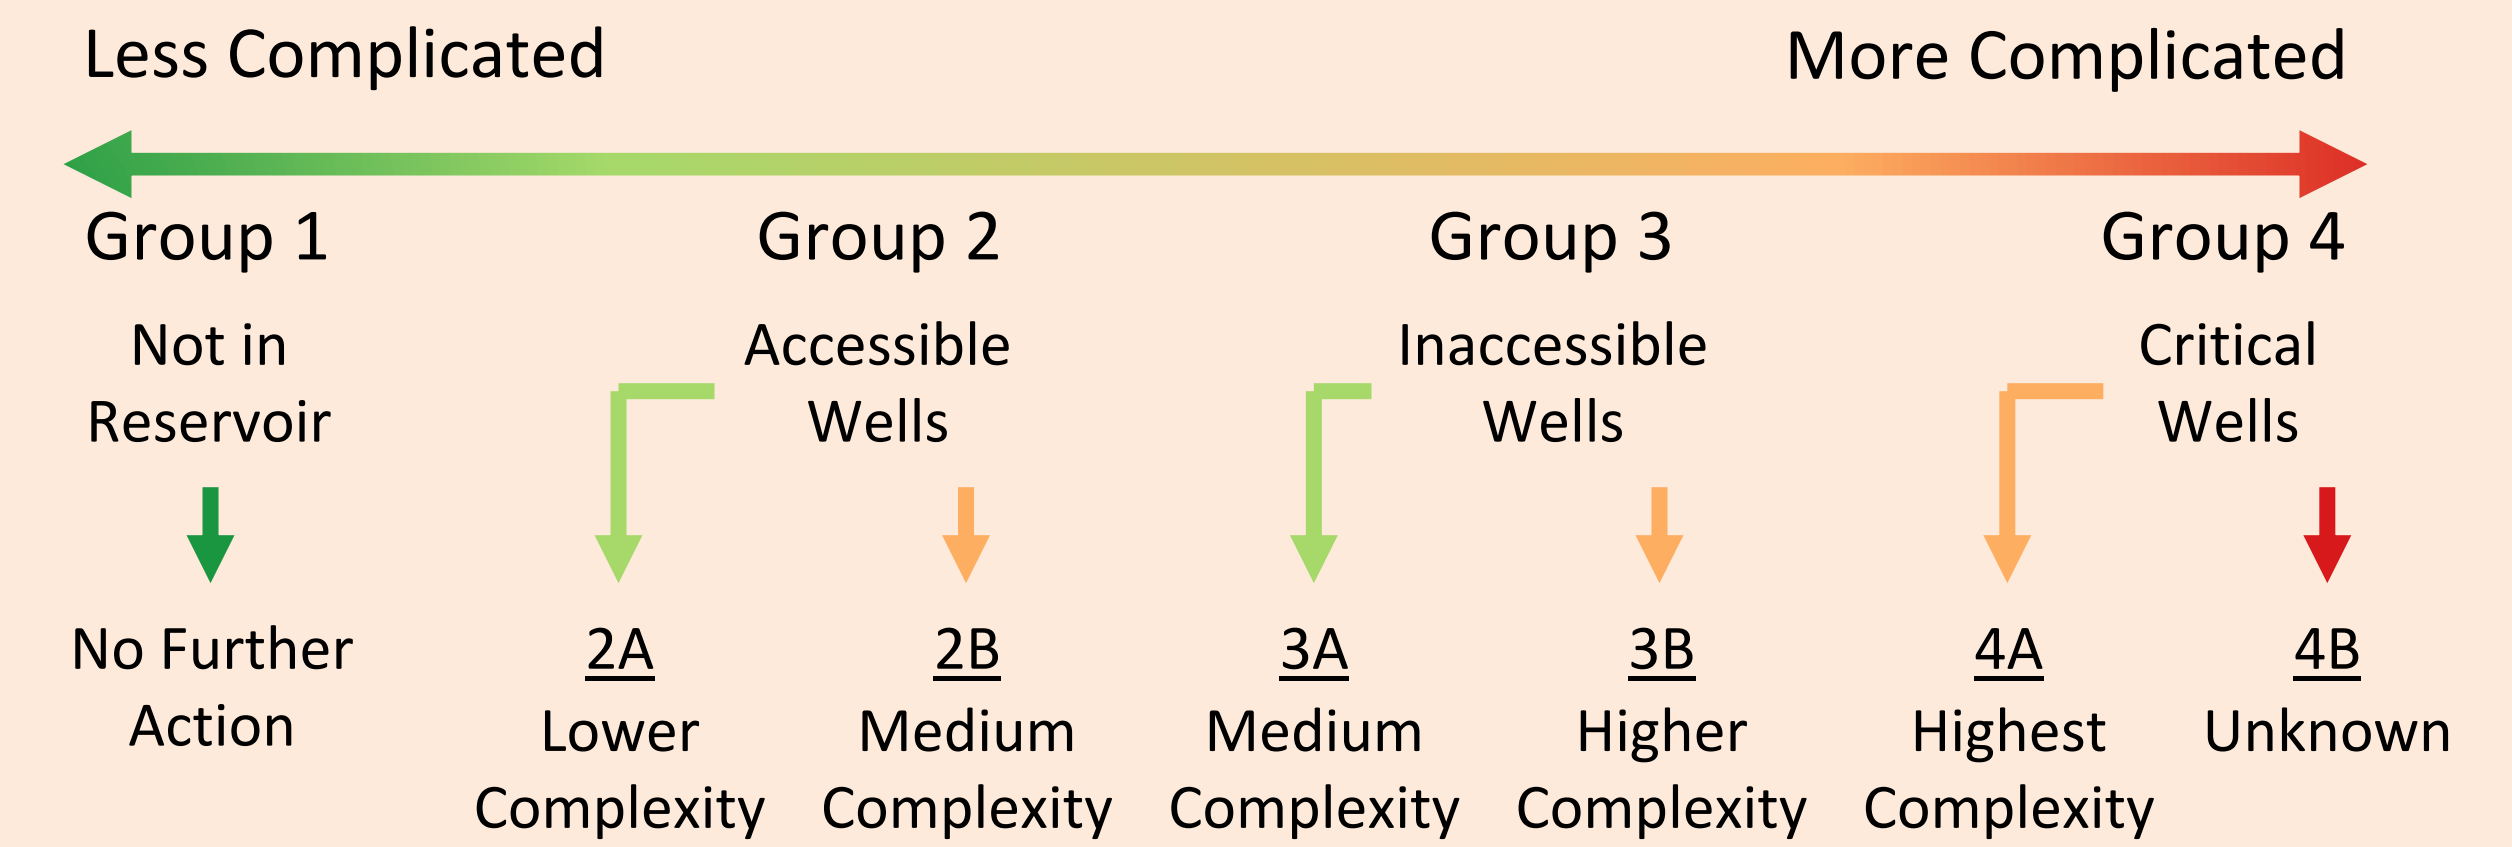 Less Complicated
More Complicated
Group 1
Group 2
Group 3
Group 4
Not in
Reservoir
Accessible
Wells
Inaccessible
Wells
Critical
Wells
No Further
Action
2A
Lower
Complexity
2B
Medium
Complexity
3A
Medium
Complexity
3B
Higher
Complexity
4A
Highest
Complexity
4B
Unknown